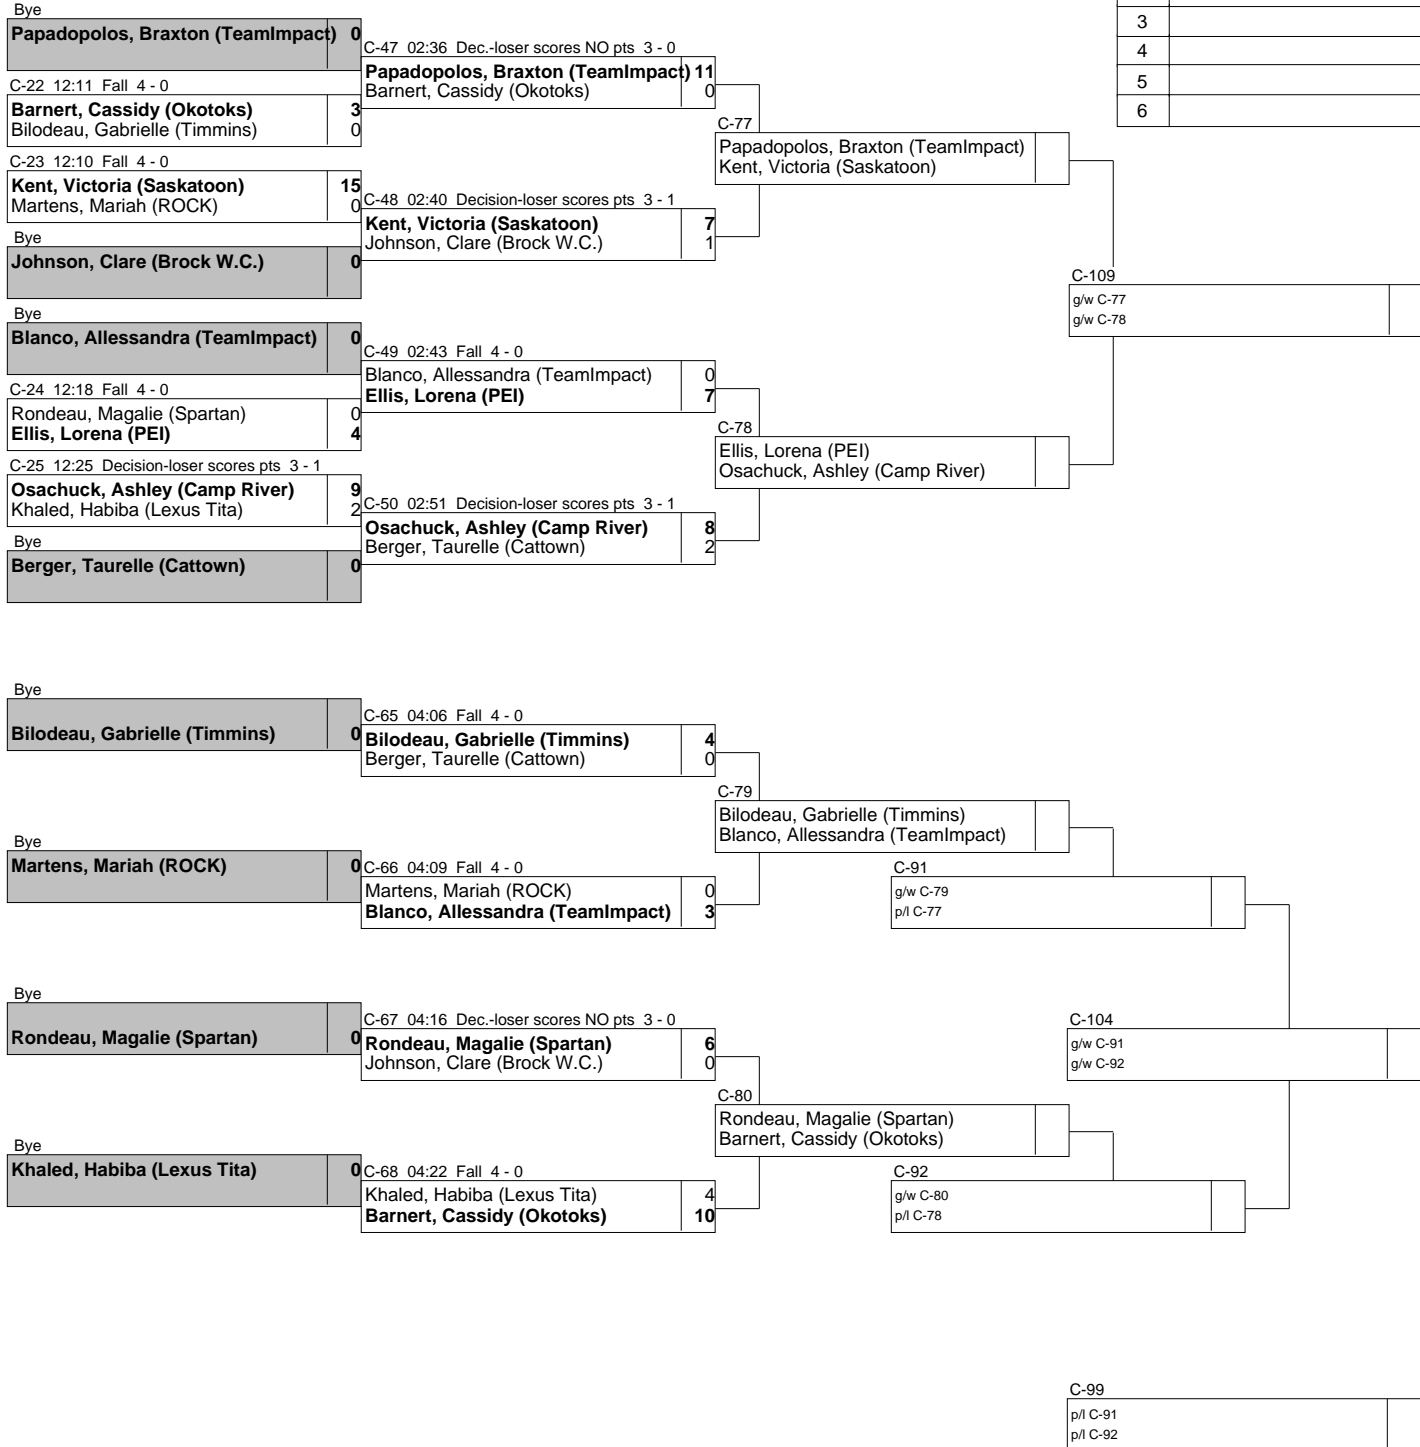 Bye
Papadopolos, Braxton (TeamImpact) 0
C-22 12:11 Fall 4 - 0
Barnert, Cassidy (Okotoks) 3
Bilodeau, Gabrielle (Timmins) 0
C-23 12:10 Fall 4 - 0
Kent, Victoria (Saskatoon) 15
Martens, Mariah (ROCK) 0
Bye
Johnson, Clare (Brock W.C.) 0
Bye
Blanco, Allessandra (TeamImpact) 0
C-24 12:18 Fall 4 - 0
Rondeau, Magalie (Spartan) 0
Ellis, Lorena (PEI) 4
C-25 12:25 Decision-loser scores pts 3 - 1
Osachuck, Ashley (Camp River) 9
Khaled, Habiba (Lexus Tita) 2
Bye
Berger, Taurelle (Cattown) 0
C-47 02:36 Dec.-loser scores NO pts 3 - 0
Papadopolos, Braxton (TeamImpact) 11
Barnert, Cassidy (Okotoks) 0
C-48 02:40 Decision-loser scores pts 3 - 1
Kent, Victoria (Saskatoon) 7
Johnson, Clare (Brock W.C.) 1
C-49 02:43 Fall 4 - 0
Blanco, Allessandra (TeamImpact) 0
Ellis, Lorena (PEI) 7
C-50 02:51 Decision-loser scores pts 3 - 1
Osachuck, Ashley (Camp River) 8
Berger, Taurelle (Cattown) 2
C-77
Papadopolos, Braxton (TeamImpact)
Kent, Victoria (Saskatoon)
C-78
Ellis, Lorena (PEI)
Osachuck, Ashley (Camp River)
C-109
g/w C-77
g/w C-78
3
4
5
6
Bye
Bilodeau, Gabrielle (Timmins) 0
Bye
Martens, Mariah (ROCK) 0
Bye
Rondeau, Magalie (Spartan) 0
Bye
Khaled, Habiba (Lexus Tita) 0
C-65 04:06 Fall 4 - 0
Bilodeau, Gabrielle (Timmins) 4
Berger, Taurelle (Cattown) 0
C-66 04:09 Fall 4 - 0
Martens, Mariah (ROCK) 0
Blanco, Allessandra (TeamImpact) 3
C-67 04:16 Dec.-loser scores NO pts 3 - 0
Rondeau, Magalie (Spartan) 6
Johnson, Clare (Brock W.C.) 0
C-68 04:22 Fall 4 - 0
Khaled, Habiba (Lexus Tita) 4
Barnert, Cassidy (Okotoks) 10
C-79
Bilodeau, Gabrielle (Timmins)
Blanco, Allessandra (TeamImpact)
C-80
Rondeau, Magalie (Spartan)
Barnert, Cassidy (Okotoks)
C-91
g/w C-79
p/l C-77
C-92
g/w C-80
p/l C-78
C-104
g/w C-91
g/w C-92
C-99
p/l C-91
p/l C-92